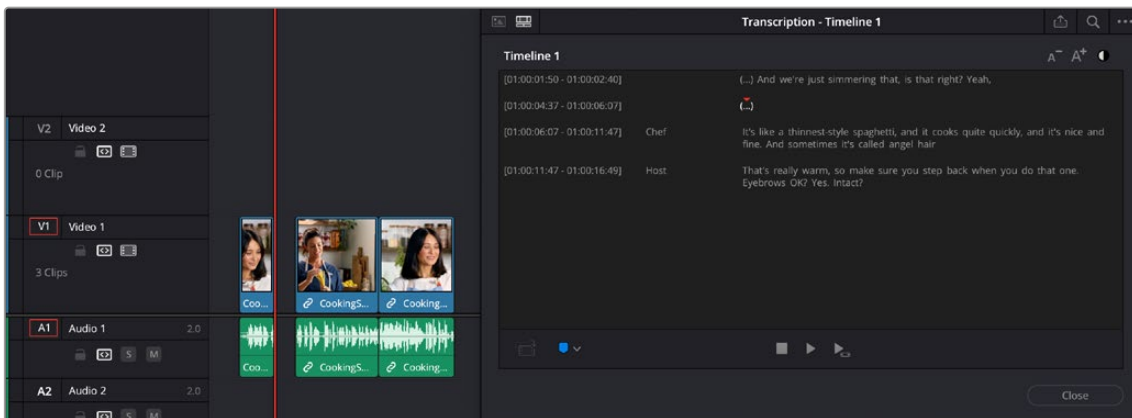 Transcription - Timeline 1
Timeline 1
A- A+
[01:00:01:50 - 01:00:02:40] (...) And we're just simmering that, is that right? Yeah,
[01:00:04:37 - 01:00:06:07] (...)
[01:00:06:07 - 01:00:11:47] Chef It's like a thinnest-style spaghetti, and it cooks quite quickly, and it's nice and
fine. And sometimes it's called angel hair
[01:00:11:47 - 01:00:16:49] Host That's really warm, so make sure you step back when you do that one.
Eyebrows OK? Yes. Intact?
Close
V2 Video 2
0 Clip
V1 Video 1
3 Clips
Coo... CookingS... Cooking...
A1 Audio 1 2.0
S M
Coo... CookingS... Cooking...
A2 Audio 2 2.0
S M